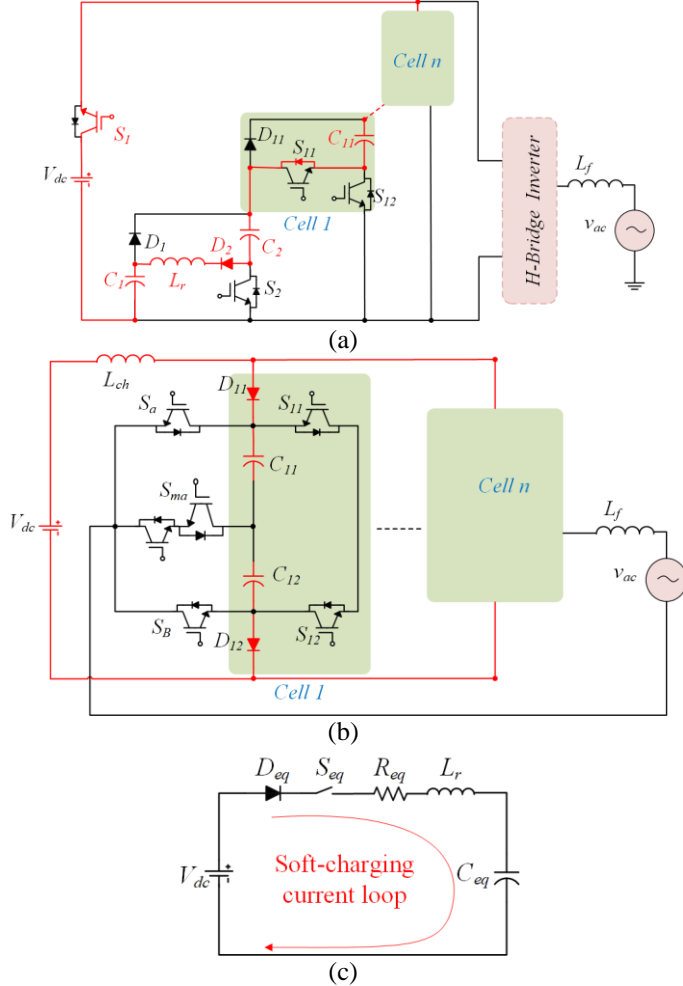 Cell n
S1
Vdc
D11
S11
C11
S12
Cell 1
D1
D2
C2
C1
Lr
S2
H-Bridge Inverter
Lf
vac
(a)
Lch
D11
Sa
S11
C11
Sma
Cell n
Vdc
Lf
vac
C12
SB
D12
S12
Cell 1
(b)
Deq
Seq
Req
Lr
Vdc
Soft-charging
current loop
Ceq
(c)